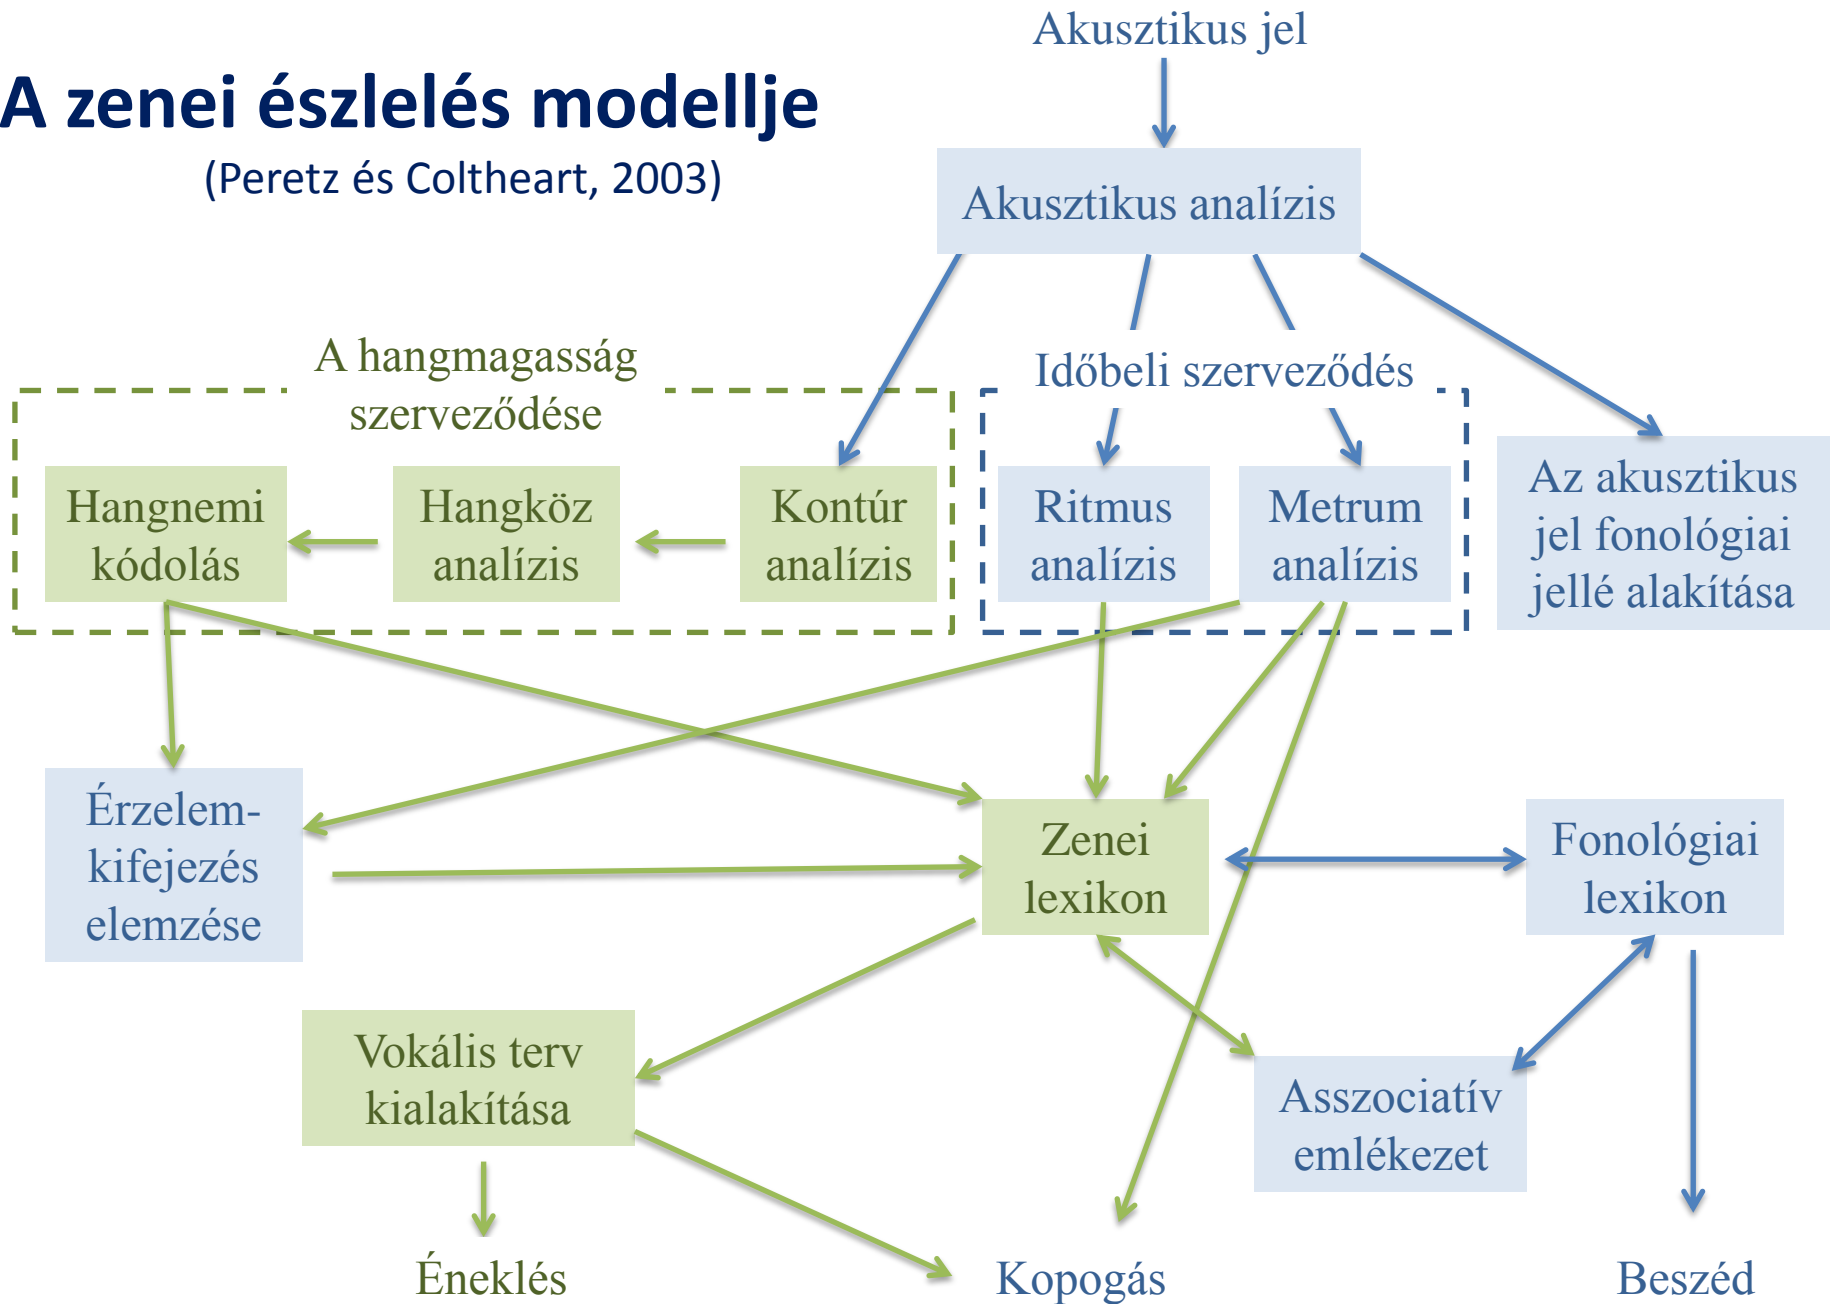 Akusztikus jel
A zenei észlelés modellje
(Peretz és Coltheart, 2003)
Akusztikus analízis
A hangmagasság
szerveződése
Időbeli szerveződés
Hangnemi
kódolás
Hangköz
analízis
Kontúr
analízis
Ritmus
analízis
Metrum
analízis
Az akusztikus
jel fonológiai
jellé alakítása
Érzelem-
kifejezés
elemzése
Zenei
lexikon
Fonológiai
lexikon
Vokális terv
kialakítása
Asszociatív
emlékezet
Éneklés
Kopogás
Beszéd